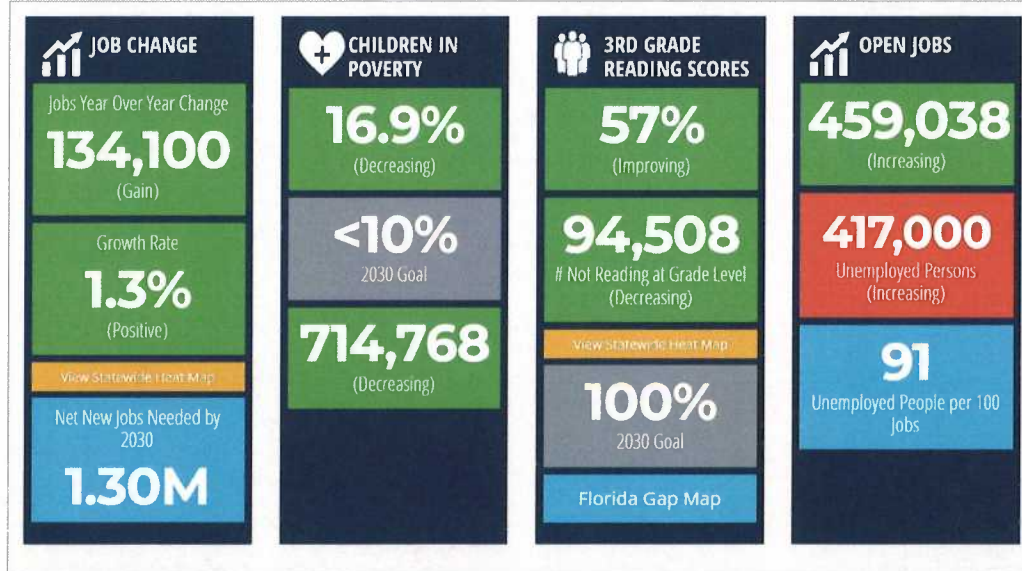 JOB CHANGE
Jobs Year Over Year Change
134,100
(Gain)
Growth Rate
1.3%
(Positive)
View Statewide Heat Map
Net New Jobs Needed by
2030
1.30M
CHILDREN IN
POVERTY
16.9%
(Decreasing)
<10%
2030 Goal
714,768
(Decreasing)
3RD GRADE
READING SCORES
57%
(Improving)
94,508
# Not Reading at Grade Level
(Decreasing)
View Statewide Heat Map
100%
2030 Goal
Florida Gap Map
OPEN JOBS
459,038
(Increasing)
417,000
Unemployed Persons
(Increasing)
91
Unemployed People per 100
Jobs